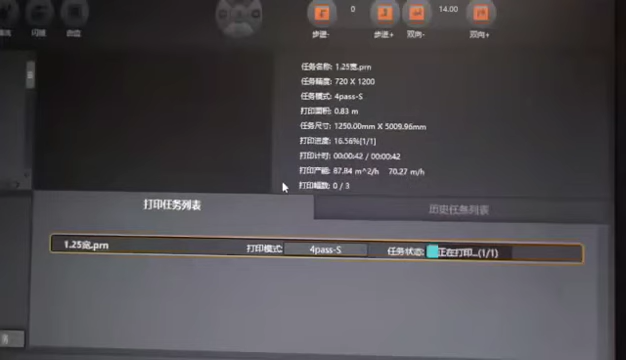 闪喷
0
14.00
步进-
步进+
双向-
双向+
任务名称: 1.25宽.prn
任务精度: 720 X 1200
任务模式: 4pass-S
打印面积: 0.83 m
任务尺寸: 1250.00mm X 5009.96mm
打印进度: 16.56%(1/1)
打印计时: 00:00:42 / 00:00:42
打印产能: 87.84 m^2/h 70.27 m/h
打印幅数: 0 / 3
打印任务列表
历史任务列表
1.25宽.prn 打印模式: 4pass-S 任务状态: 正在打印...(1/1)